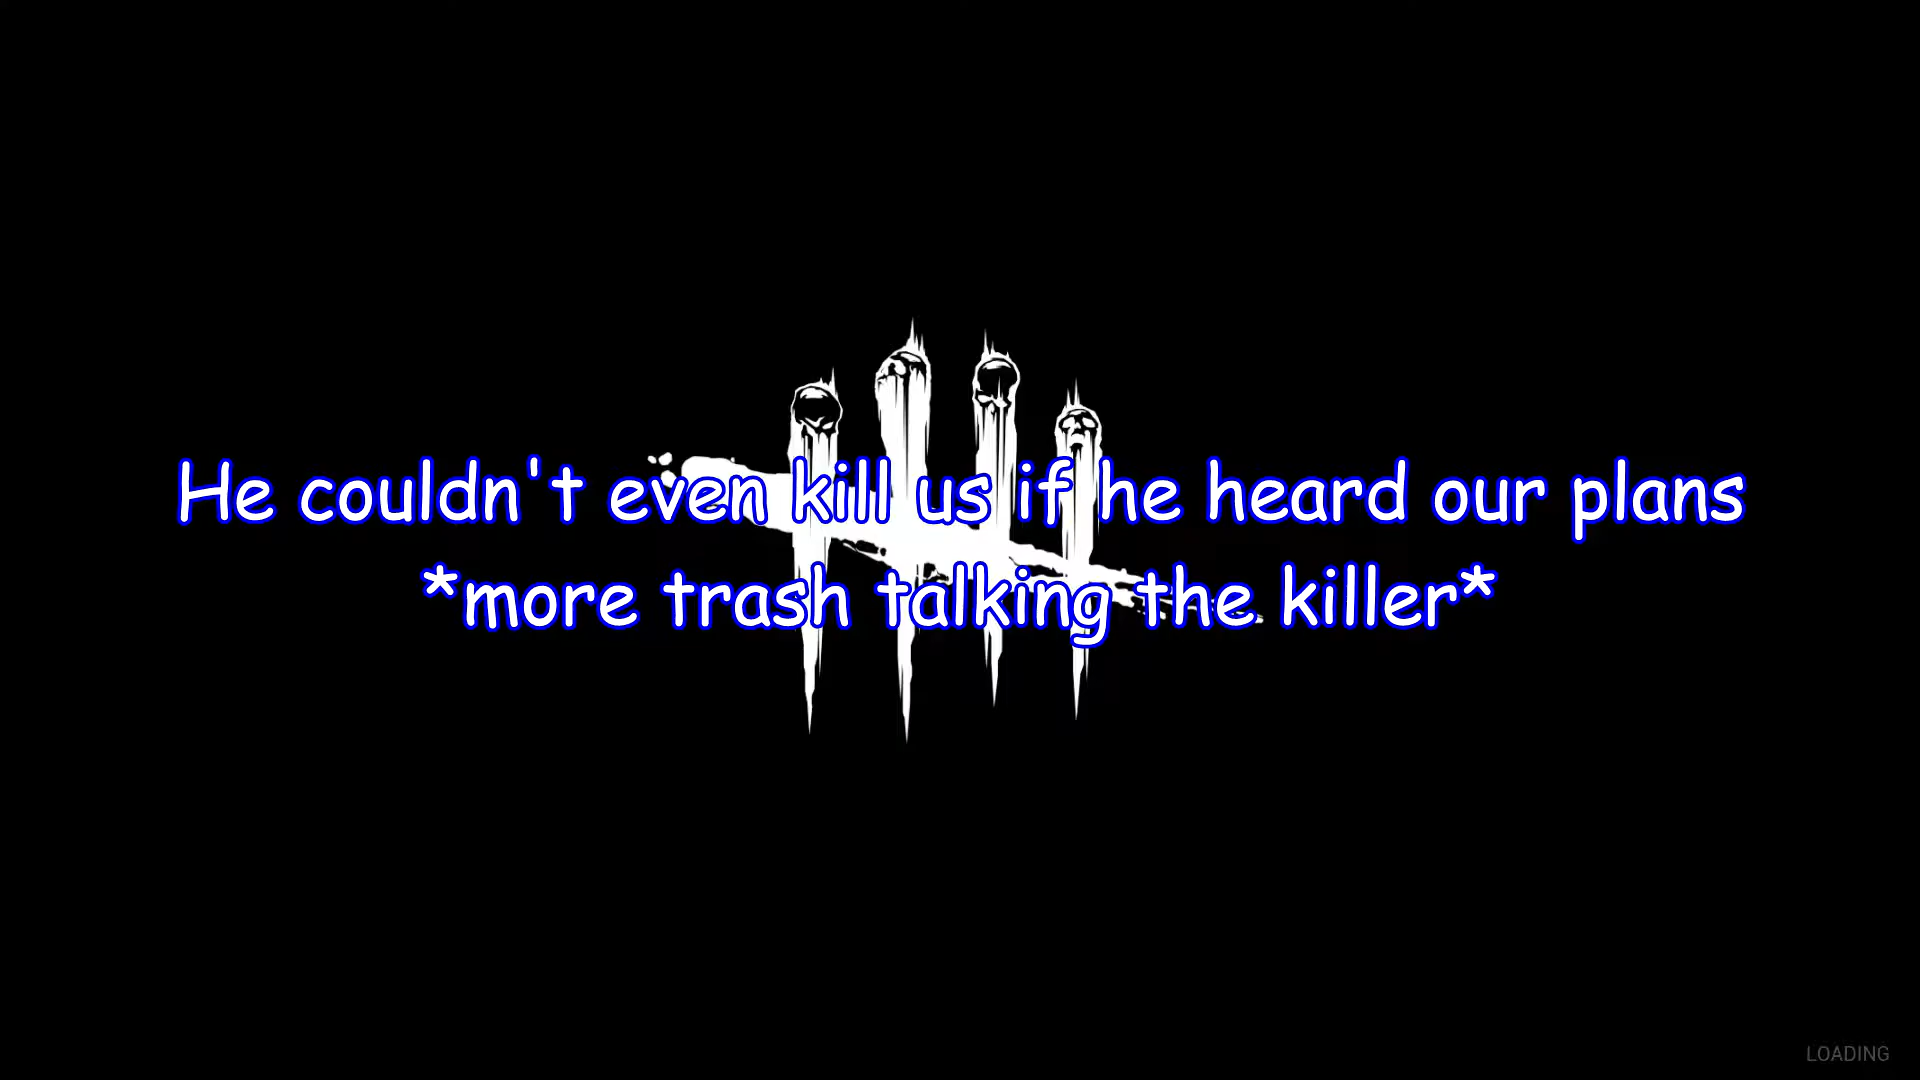 He couldn't even kill us if he heard our plans
*more trash talking the killer*
LOADING